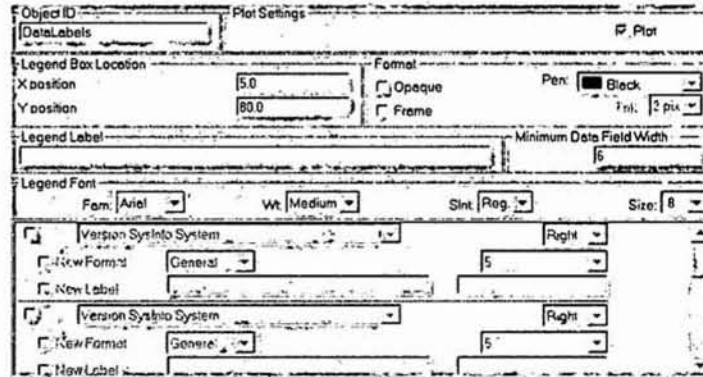 Object ID
Plot Settings
DataLabels
Plot
Legend Box Location
Format
X position
5.0
Opaque
Pen:
Black
Y position
80.0
Frame
2 pix
Legend Label
Minimum Data Field Width
6
Legend Font
Fam: Ariel
Wt: Medium
Slnt: Reg.
Size: 8
Version SysInfo System
Right
New Format
General
5
New Label
Version SysInfo System
Right
New Format
General
5
New Label